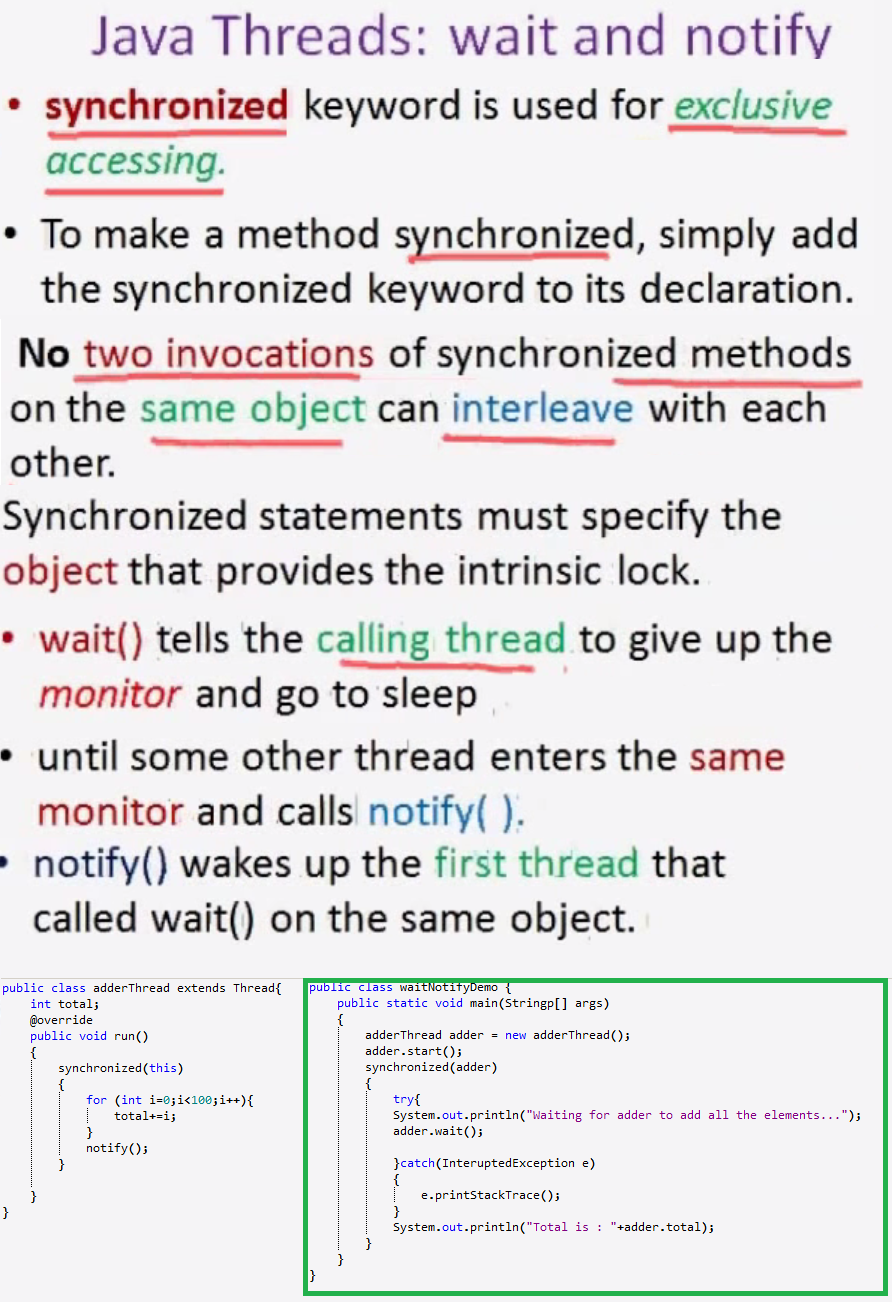 Java Threads: wait and notify
• synchronized keyword is used for exclusive
accessing.
• To make a method synchronized, simply add
the synchronized keyword to its declaration.
No two invocations of synchronized methods
on the same object can interleave with each
other.
Synchronized statements must specify the
object that provides the intrinsic lock.
• wait() tells the calling thread to give up the
monitor and go to sleep
• until some other thread enters the same
monitor and calls notify( ).
• notify() wakes up the first thread that
called wait() on the same object.
public class adderThread extends Thread{
int total;
@override
public void run()
{
synchronized(this)
{
for (int i=0;i<100;i++){
total+=i;
}
notify();
}
}
}
public class waitNotifyDemo {
public static void main(Stringp[] args)
{
adderThread adder = new adderThread();
adder.start();
synchronized(adder)
{
try{
System.out.println("Waiting for adder to add all the elements...");
adder.wait();
}catch(InteruptedException e)
{
e.printStackTrace();
}
System.out.println("Total is : "+adder.total);
}
}
}